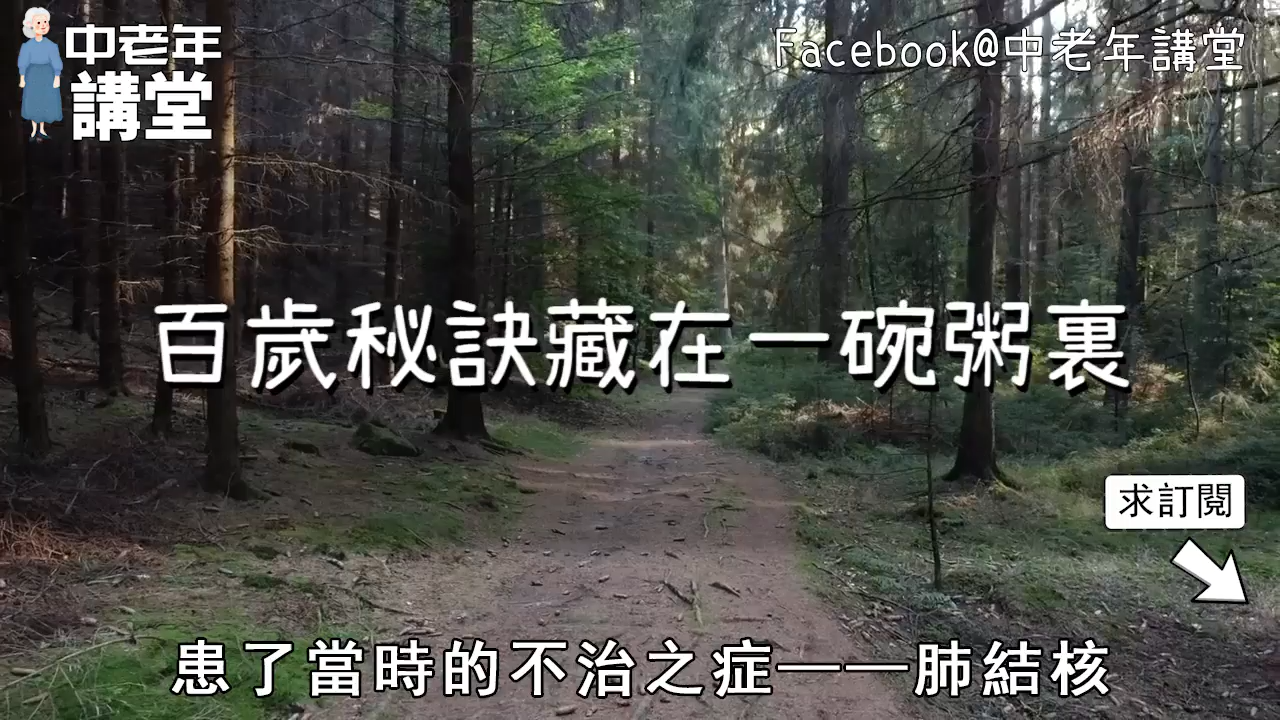 中老年
講堂
Facebook@中老年講堂
百歲秘訣藏在一碗粥裏
求訂閱
患了當時的不治之症——肺結核